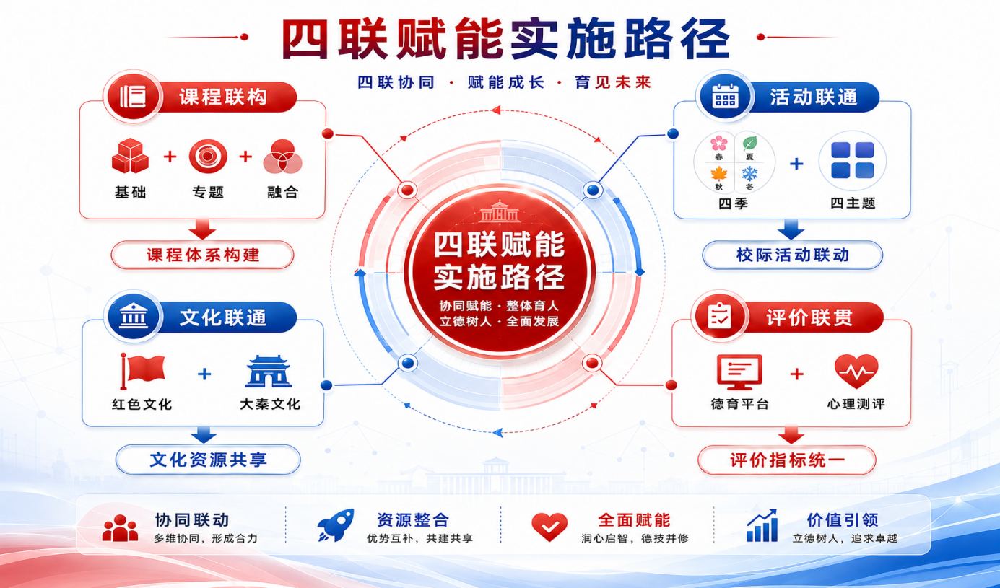 四联赋能实施路径
四联协同 · 赋能成长 · 育见未来
课程联构
基础 + 专题 + 融合
课程体系构建
活动联通
春 夏
秋 冬
四季 + 四主题
校际活动联动
四联赋能
实施路径
协同赋能 · 整体育人
立德树人 · 全面发展
文化联通
红色文化 + 大秦文化
文化资源共享
评价联贯
德育平台 + 心理测评
评价指标统一
协同联动
多维协同，形成合力
资源整合
优势互补，共建共享
全面赋能
润心启智，德技并修
价值引领
立德树人，追求卓越